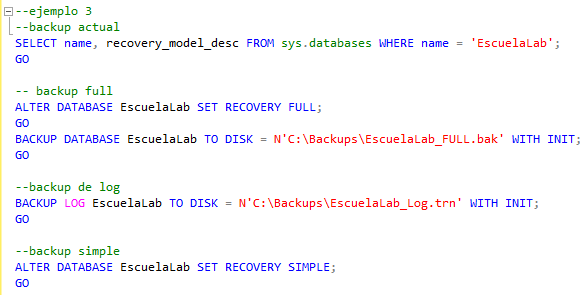 --ejemplo 3
--backup actual
SELECT name, recovery_model_desc FROM sys.databases WHERE name = 'EscuelaLab';
GO
-- backup full
ALTER DATABASE EscuelaLab SET RECOVERY FULL;
GO
BACKUP DATABASE EscuelaLab TO DISK = N'C:\Backups\EscuelaLab_FULL.bak' WITH INIT;
GO
--backup de log
BACKUP LOG EscuelaLab TO DISK = N'C:\Backups\EscuelaLab_Log.trn' WITH INIT;
GO
--backup simple
ALTER DATABASE EscuelaLab SET RECOVERY SIMPLE;
GO